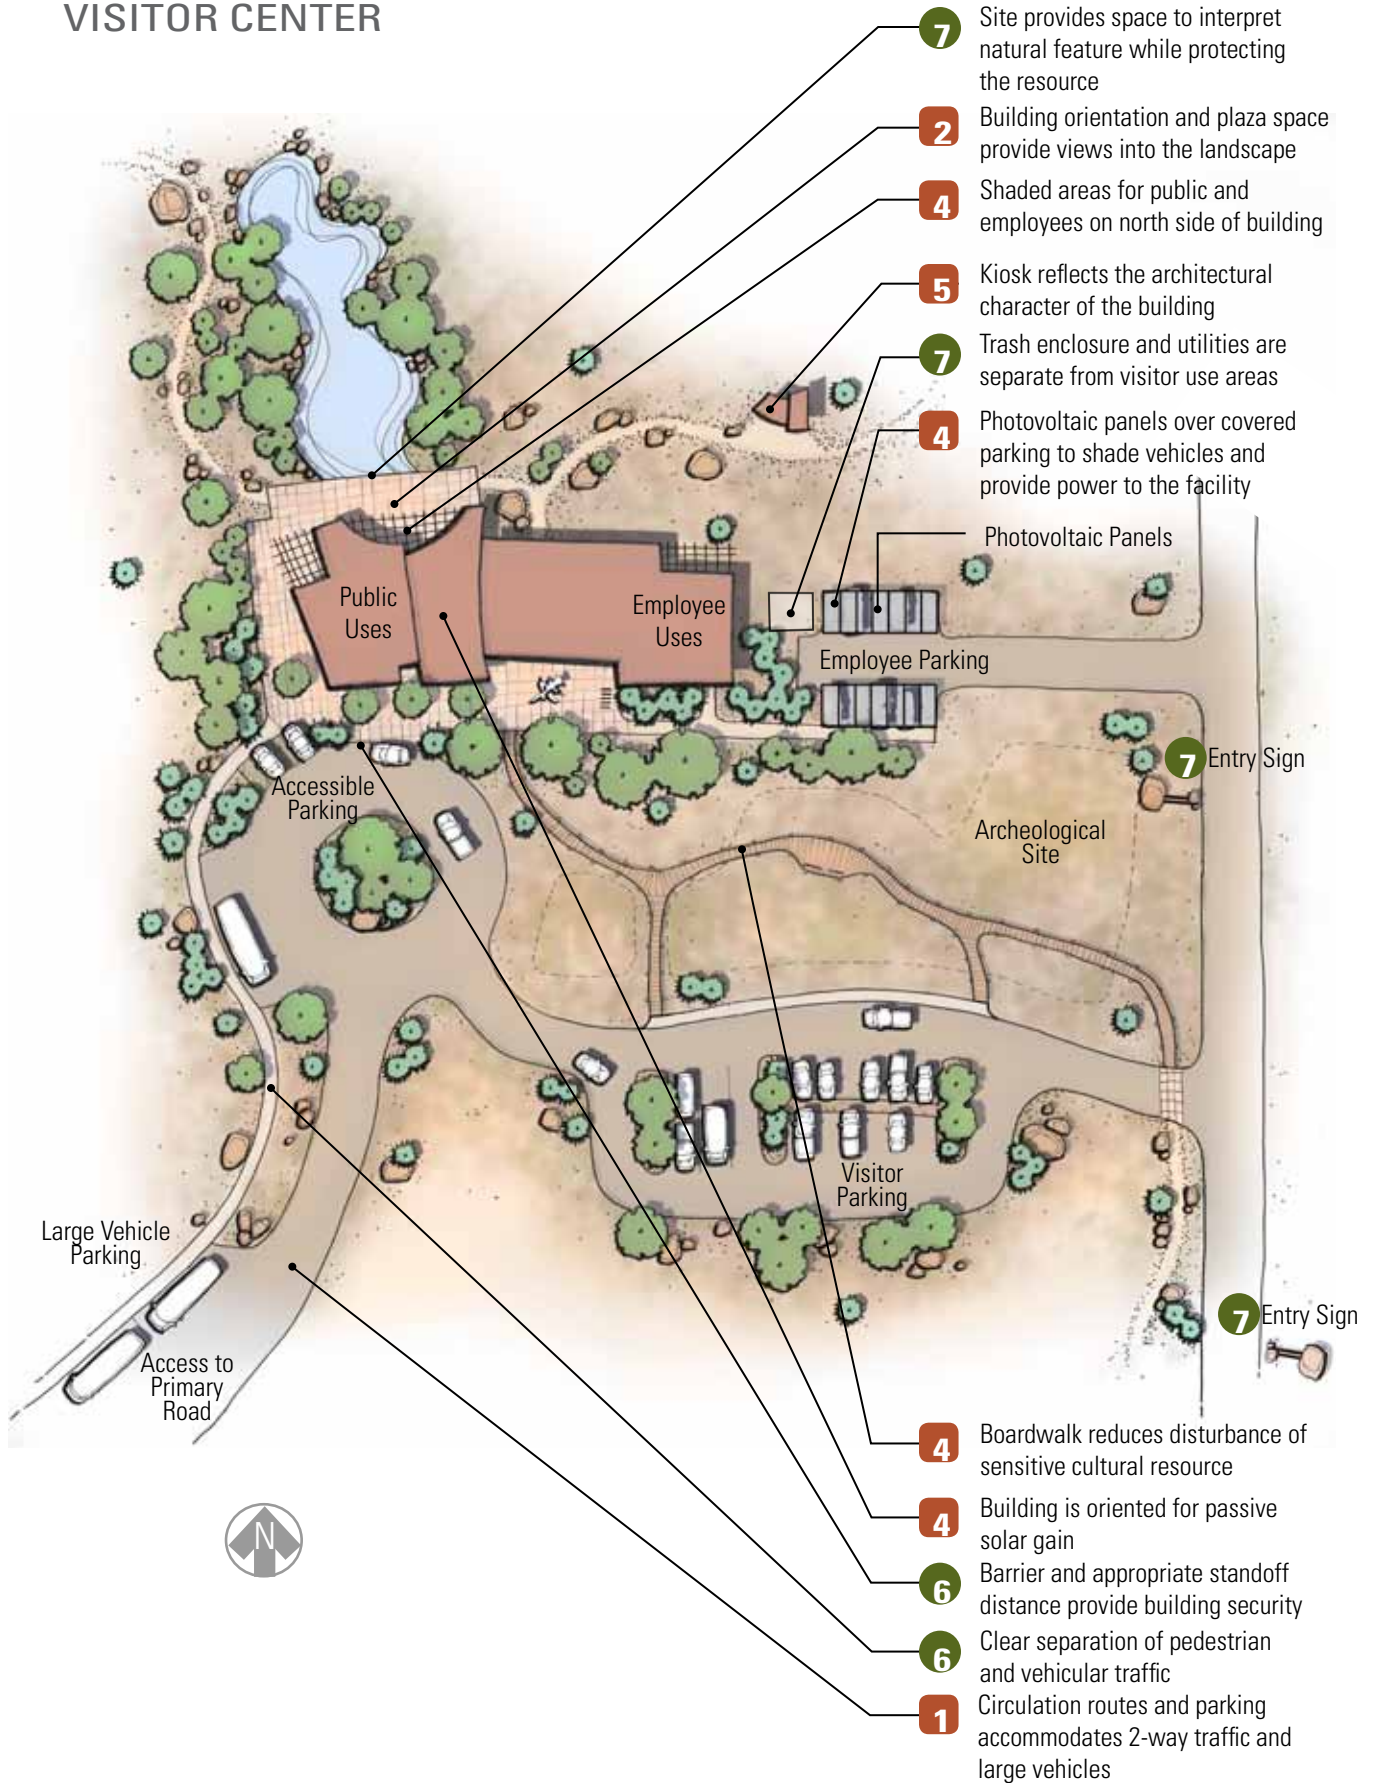 VISITOR CENTER
7 Site provides space to interpret
natural feature while protecting
the resource
2 Building orientation and plaza space
provide views into the landscape
4 Shaded areas for public and
employees on north side of building
5 Kiosk reflects the architectural
character of the building
7 Trash enclosure and utilities are
separate from visitor use areas
4 Photovoltaic panels over covered
parking to shade vehicles and
provide power to the facility
Photovoltaic Panels
Public
Uses
Employee
Uses
Employee Parking
7 Entry Sign
Accessible
Parking
Archeological
Site
Visitor
Parking
Large Vehicle
Parking
7 Entry Sign
Access to
Primary
Road
4 Boardwalk reduces disturbance of
sensitive cultural resource
N
4 Building is oriented for passive
solar gain
6 Barrier and appropriate standoff
distance provide building security
6 Clear separation of pedestrian
and vehicular traffic
1 Circulation routes and parking
accommodates 2-way traffic and
large vehicles